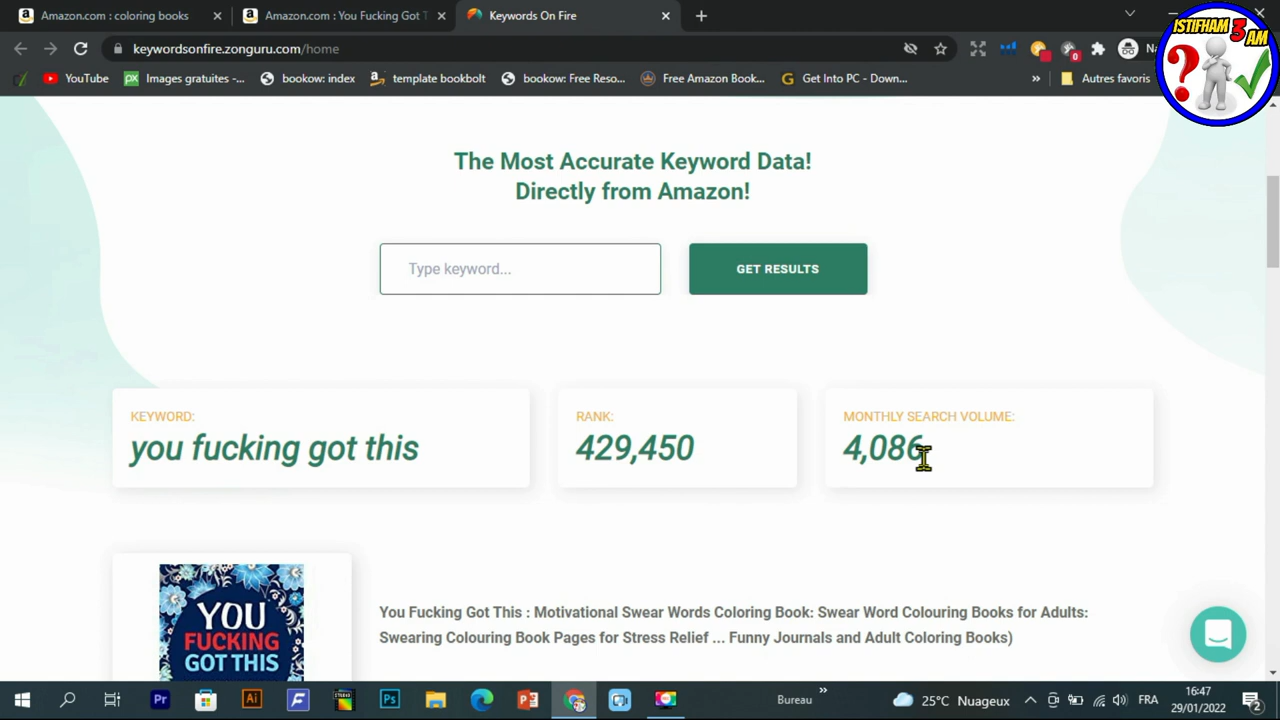 Amazon.com : coloring books
Amazon.com : You Fucking Got T
Keywords On Fire
keywordsonfire.zonguru.com/home
YouTube
Images gratuites -...
bookow: index
template bookbolt
bookow: Free Reso...
Free Amazon Book...
Get Into PC - Down...
»
Autres favoris
ISTIFHAM
3
AM
The Most Accurate Keyword Data!
Directly from Amazon!
Type keyword...
GET RESULTS
KEYWORD:
you fucking got this
RANK:
429,450
MONTHLY SEARCH VOLUME:
4,086
YOU
FUCKING
GOT THIS
You Fucking Got This : Motivational Swear Words Coloring Book: Swear Word Colouring Books for Adults:
Swearing Colouring Book Pages for Stress Relief ... Funny Journals and Adult Coloring Books)
Bureau
»
25°C Nuageux
FRA
16:47
29/01/2022
2